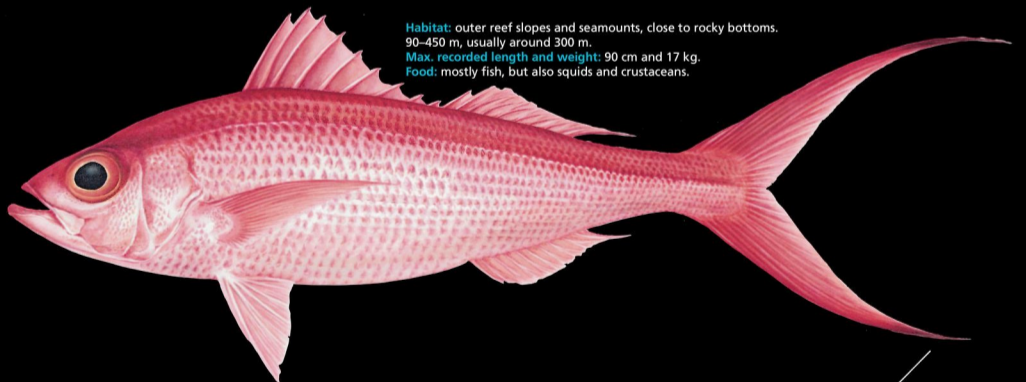 Habitat: outer reef slopes and seamounts, close to rocky bottoms.
90–450 m, usually around 300 m.
Max. recorded length and weight: 90 cm and 17 kg.
Food: mostly fish, but also squids and crustaceans.